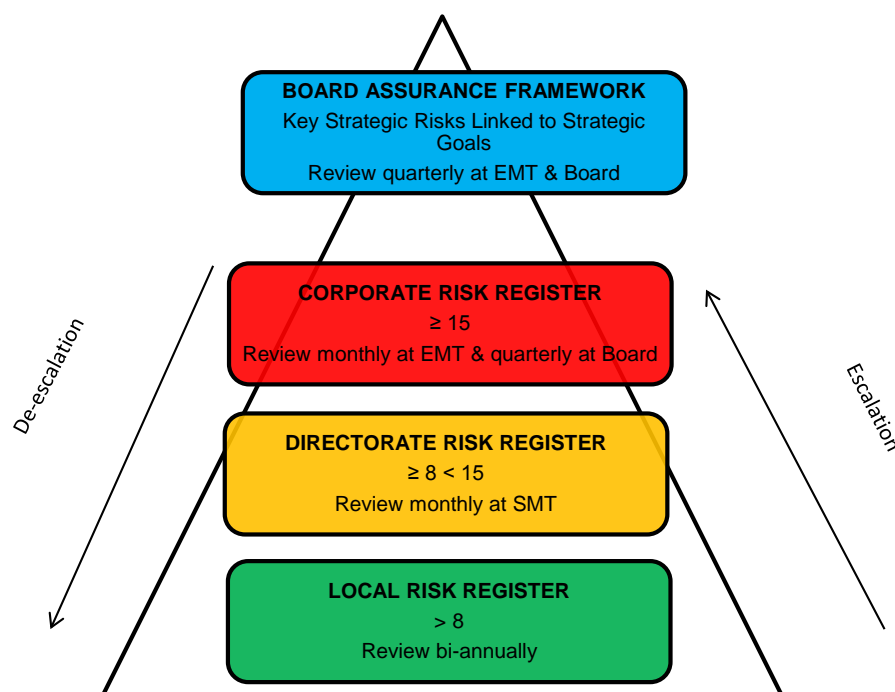 BOARD ASSURANCE FRAMEWORK
Key Strategic Risks Linked to Strategic
Goals
Review quarterly at EMT & Board
CORPORATE RISK REGISTER
≥ 15
Review monthly at EMT & quarterly at Board
De-escalation
Escalation
DIRECTORATE RISK REGISTER
≥ 8 < 15
Review monthly at SMT
LOCAL RISK REGISTER
> 8
Review bi-annually